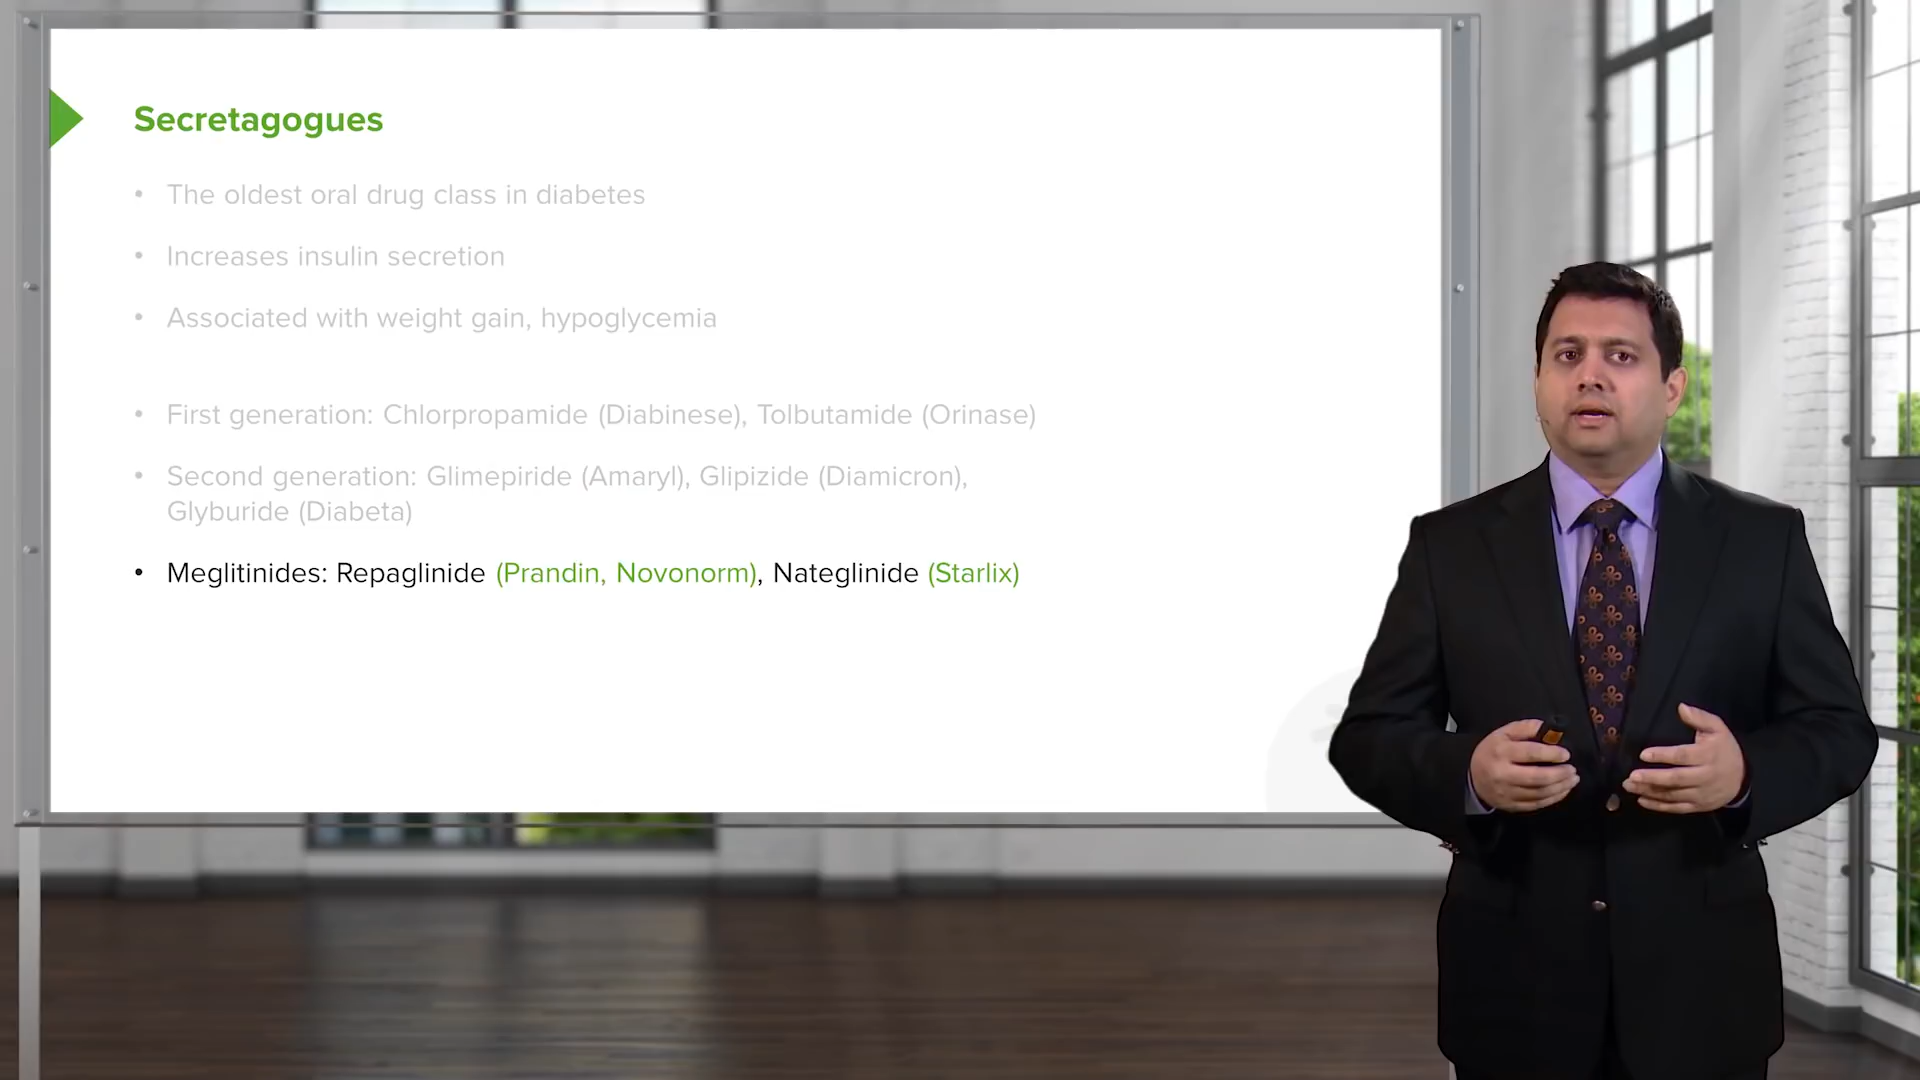 Secretagogues
• The oldest oral drug class in diabetes
• Increases insulin secretion
• Associated with weight gain, hypoglycemia
• First generation: Chlorpropamide (Diabinese), Tolbutamide (Orinase)
• Second generation: Glimepiride (Amaryl), Glipizide (Diamicron),
Glyburide (Diabeta)
• Meglitinides: Repaglinide (Prandin, Novonorm), Nateglinide (Starlix)